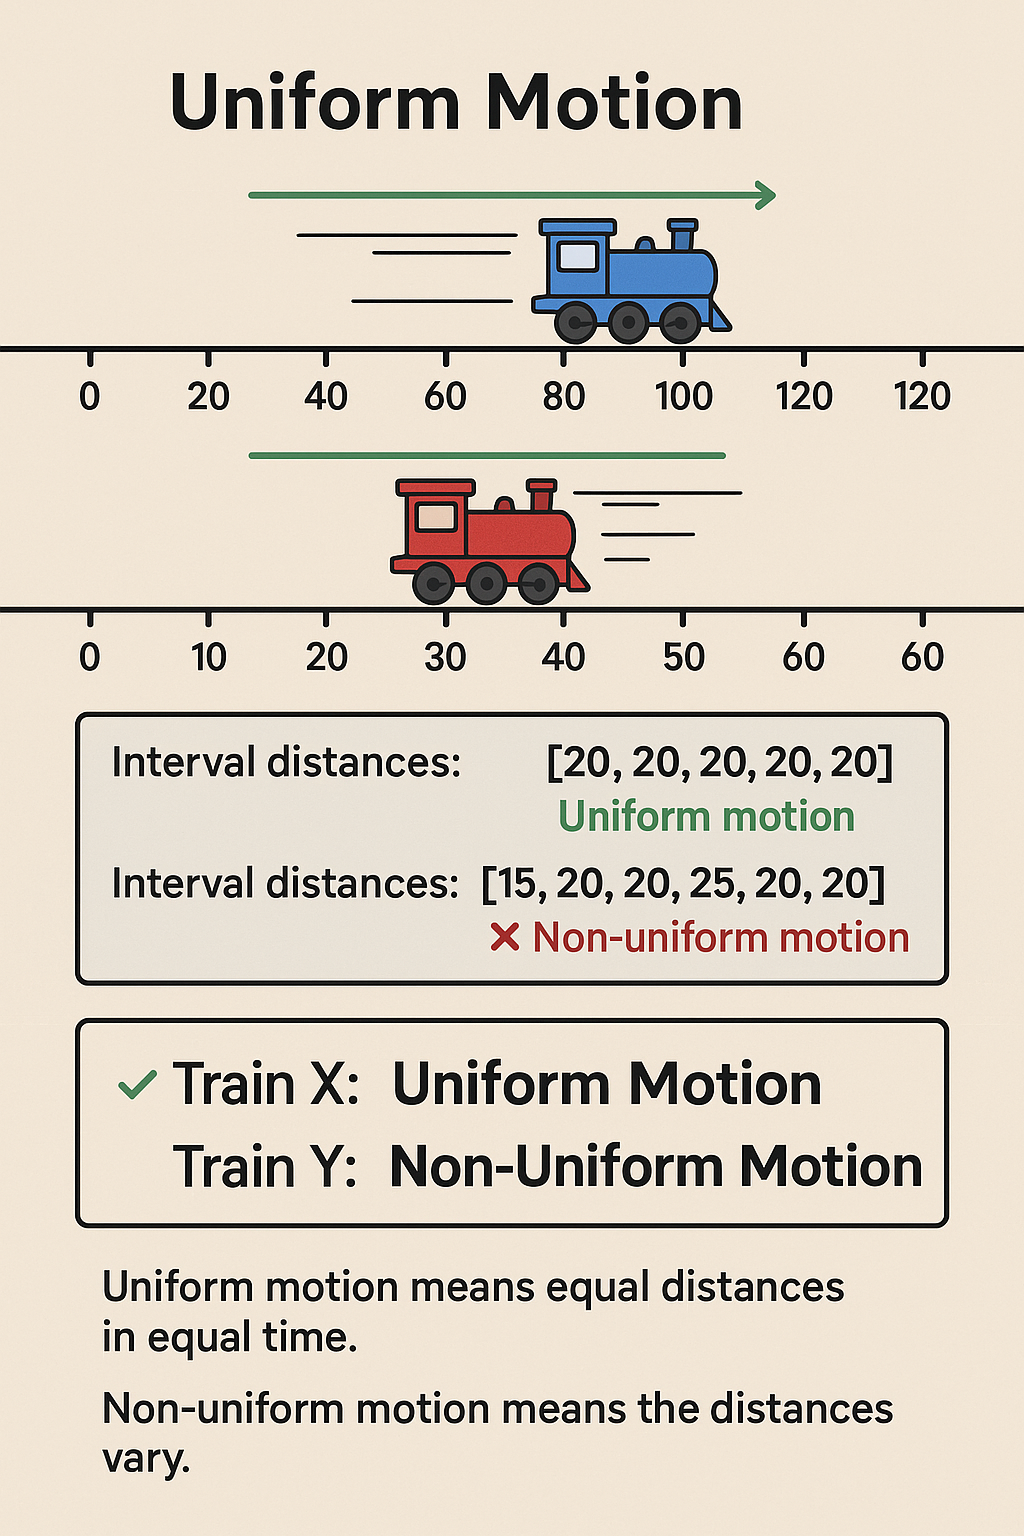 Uniform Motion
0 20 40 60 80 100 120 120
0 10 20 30 40 50 60 60
Interval distances: [20, 20, 20, 20, 20]
Uniform motion
Interval distances: [15, 20, 20, 25, 20, 20]
✕ Non-uniform motion
✓ Train X: Uniform Motion
Train Y: Non-Uniform Motion
Uniform motion means equal distances
in equal time.
Non-uniform motion means the distances
vary.